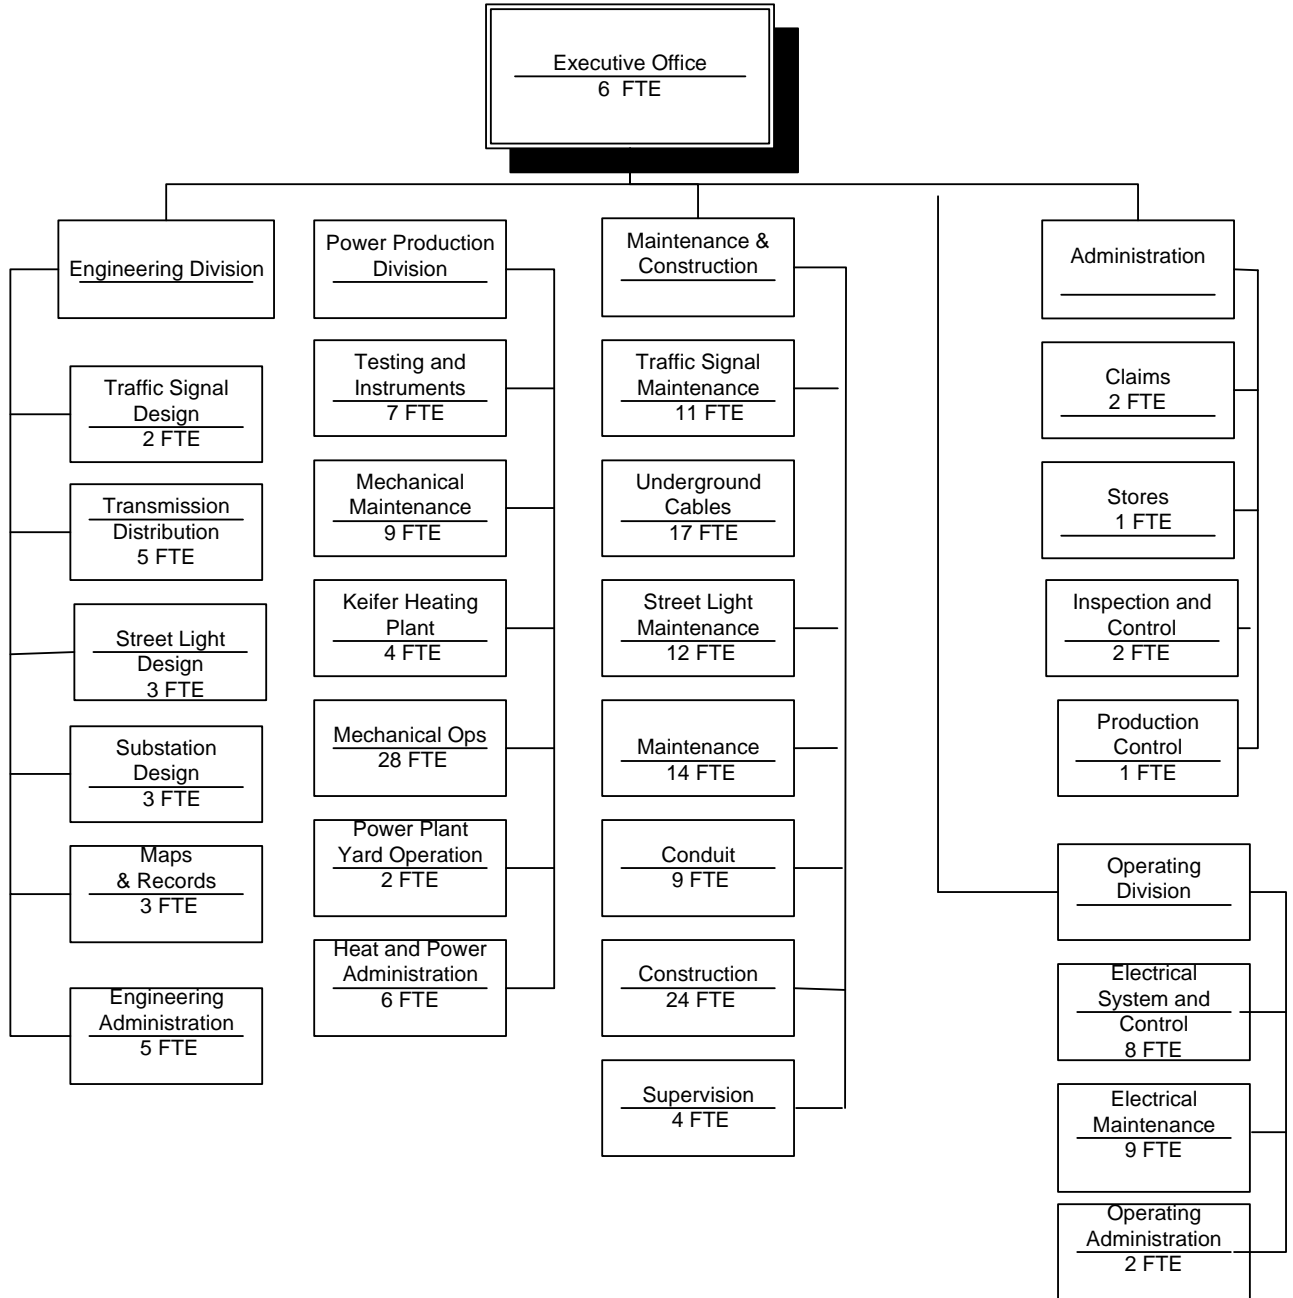 Executive Office
6 FTE
Engineering Division
Traffic Signal
Design
2 FTE
Transmission
Distribution
5 FTE
Street Light
Design
3 FTE
Substation
Design
3 FTE
Maps
& Records
3 FTE
Engineering
Administration
5 FTE
Power Production
Division
Testing and
Instruments
7 FTE
Mechanical
Maintenance
9 FTE
Keifer Heating
Plant
4 FTE
Mechanical Ops
28 FTE
Power Plant
Yard Operation
2 FTE
Heat and Power
Administration
6 FTE
Maintenance &
Construction
Traffic Signal
Maintenance
11 FTE
Underground
Cables
17 FTE
Street Light
Maintenance
12 FTE
Maintenance
14 FTE
Conduit
9 FTE
Construction
24 FTE
Supervision
4 FTE
Administration
Claims
2 FTE
Stores
1 FTE
Inspection and
Control
2 FTE
Production
Control
1 FTE
Operating
Division
Electrical
System and
Control
8 FTE
Electrical
Maintenance
9 FTE
Operating
Administration
2 FTE